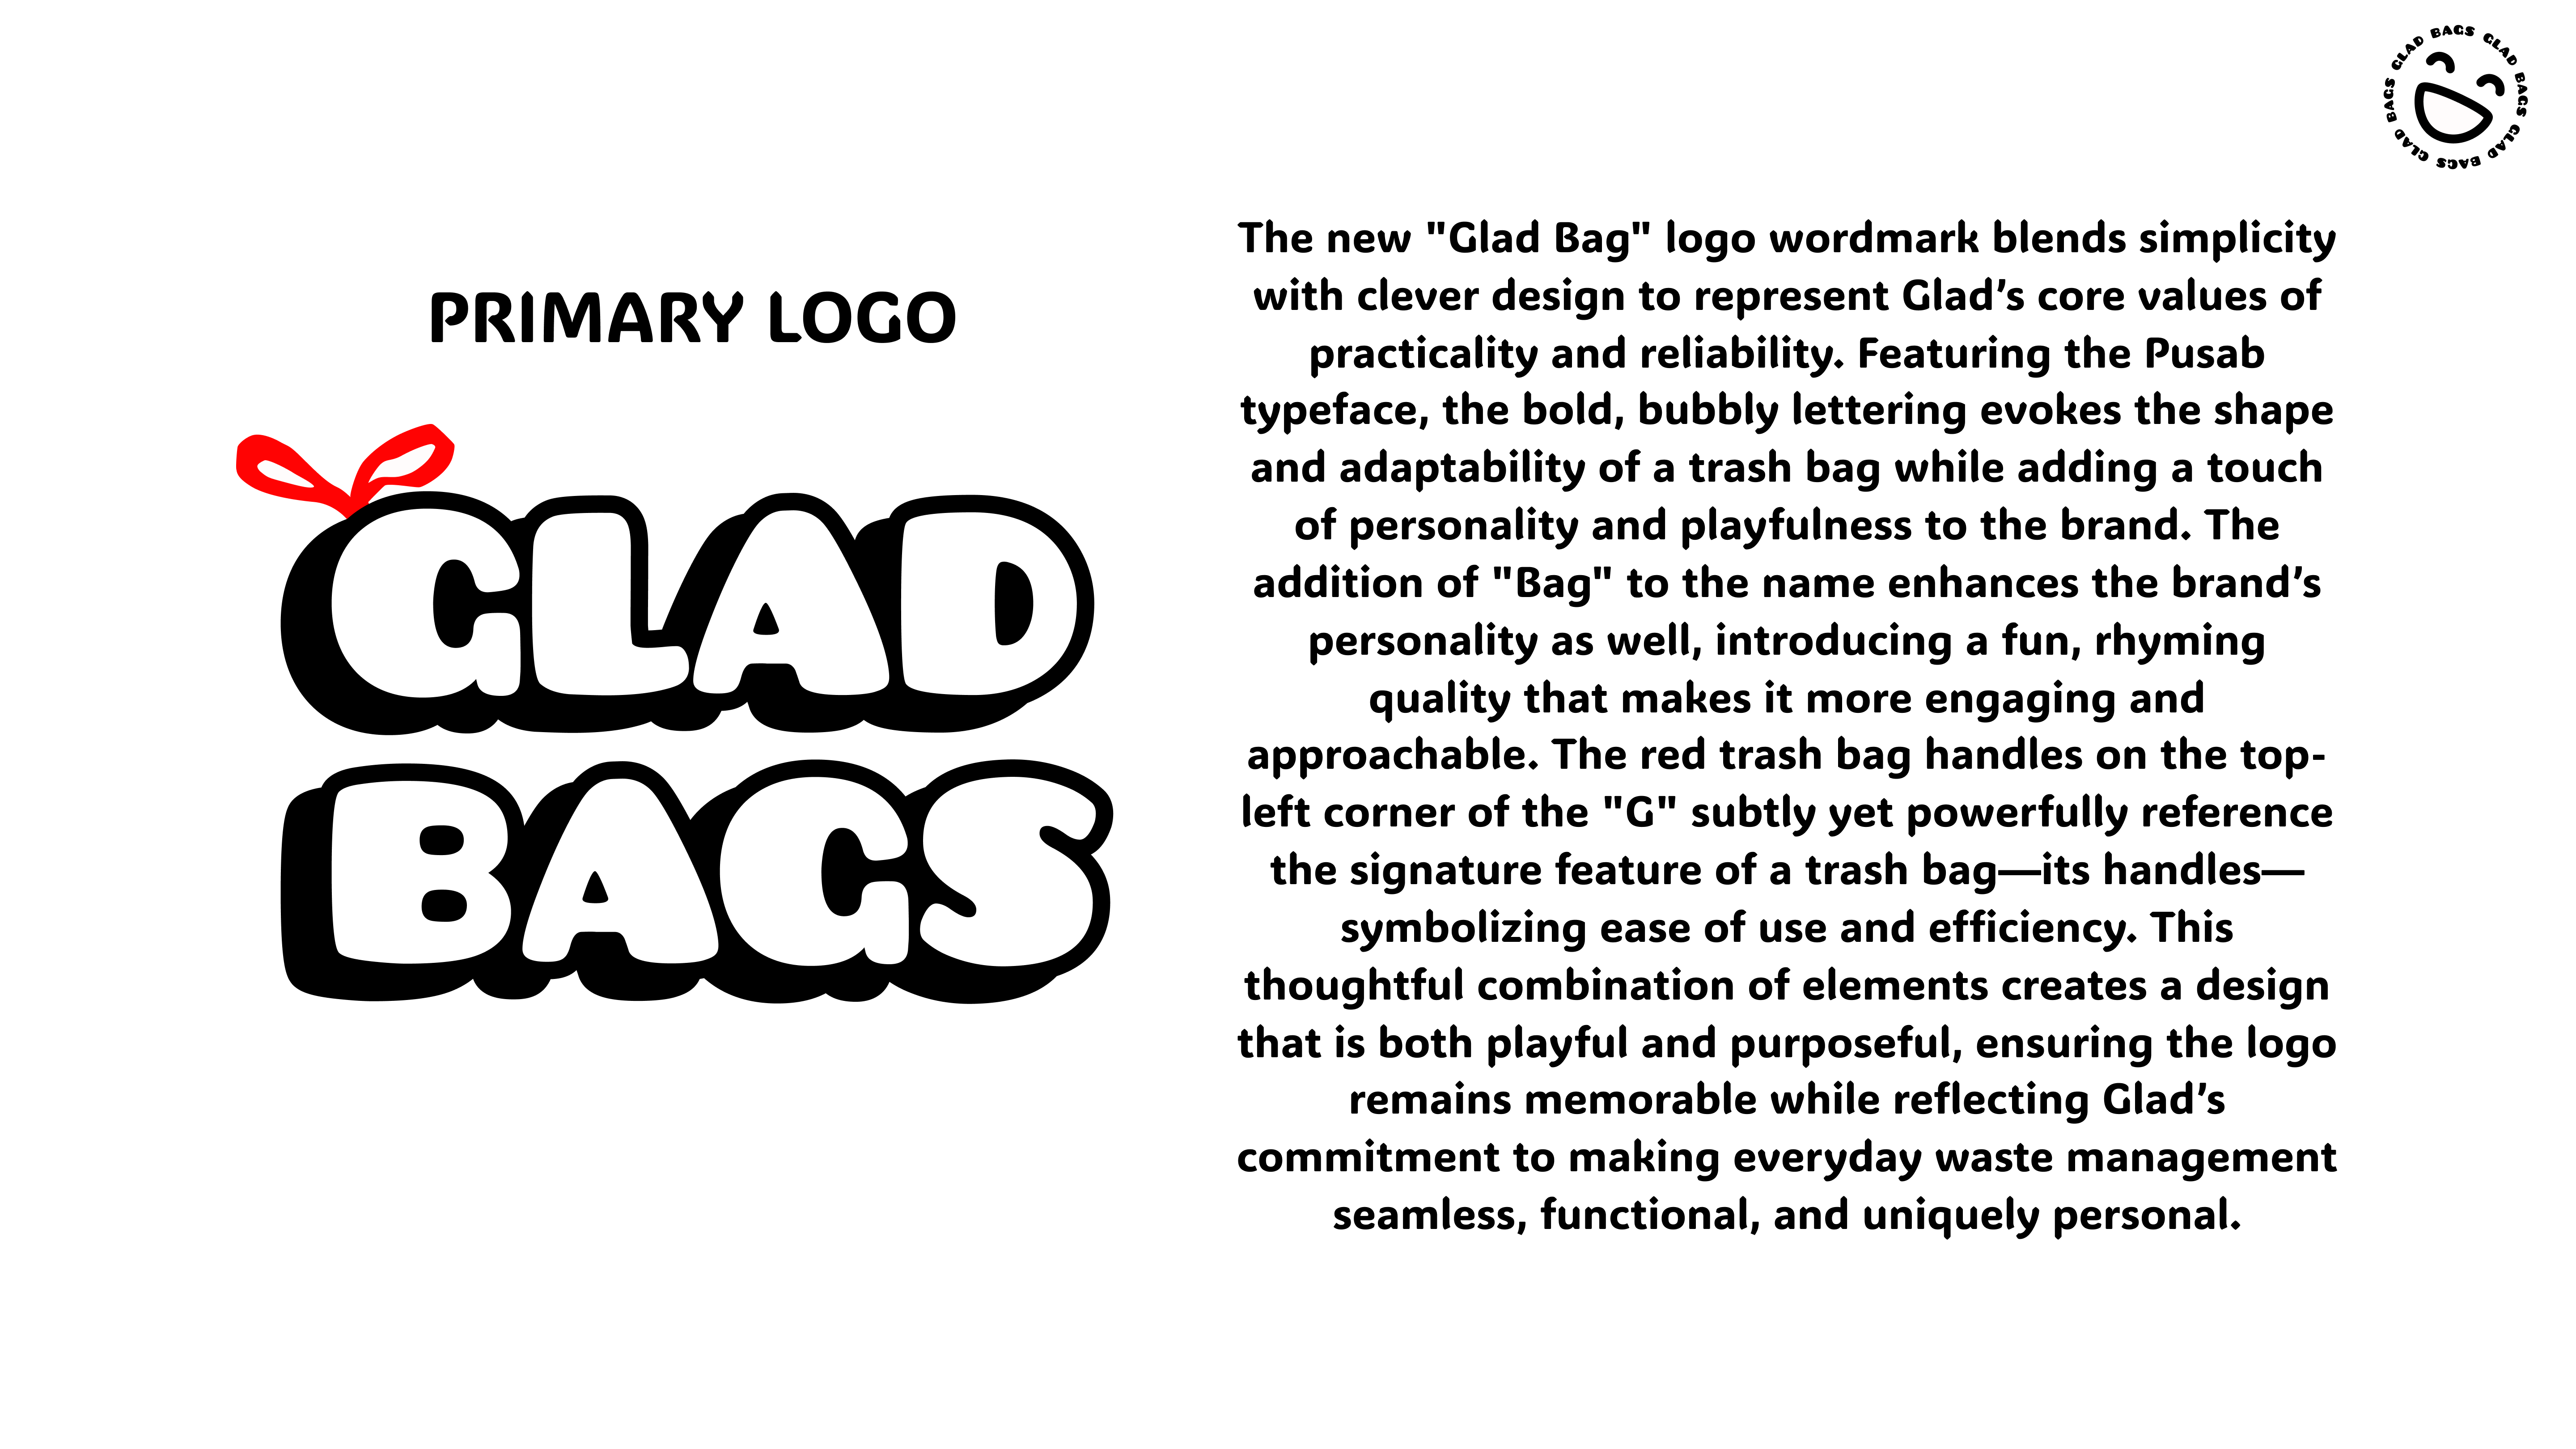 GLAD BAGS GLAD BAGS GLAD BAGS GLAD BAGS
PRIMARY LOGO
GLAD
BAGS
The new "Glad Bag" logo wordmark blends simplicity
with clever design to represent Glad’s core values of
practicality and reliability. Featuring the Pusab
typeface, the bold, bubbly lettering evokes the shape
and adaptability of a trash bag while adding a touch
of personality and playfulness to the brand. The
addition of "Bag" to the name enhances the brand’s
personality as well, introducing a fun, rhyming
quality that makes it more engaging and
approachable. The red trash bag handles on the top-
left corner of the "G" subtly yet powerfully reference
the signature feature of a trash bag—its handles—
symbolizing ease of use and efficiency. This
thoughtful combination of elements creates a design
that is both playful and purposeful, ensuring the logo
remains memorable while reflecting Glad’s
commitment to making everyday waste management
seamless, functional, and uniquely personal.